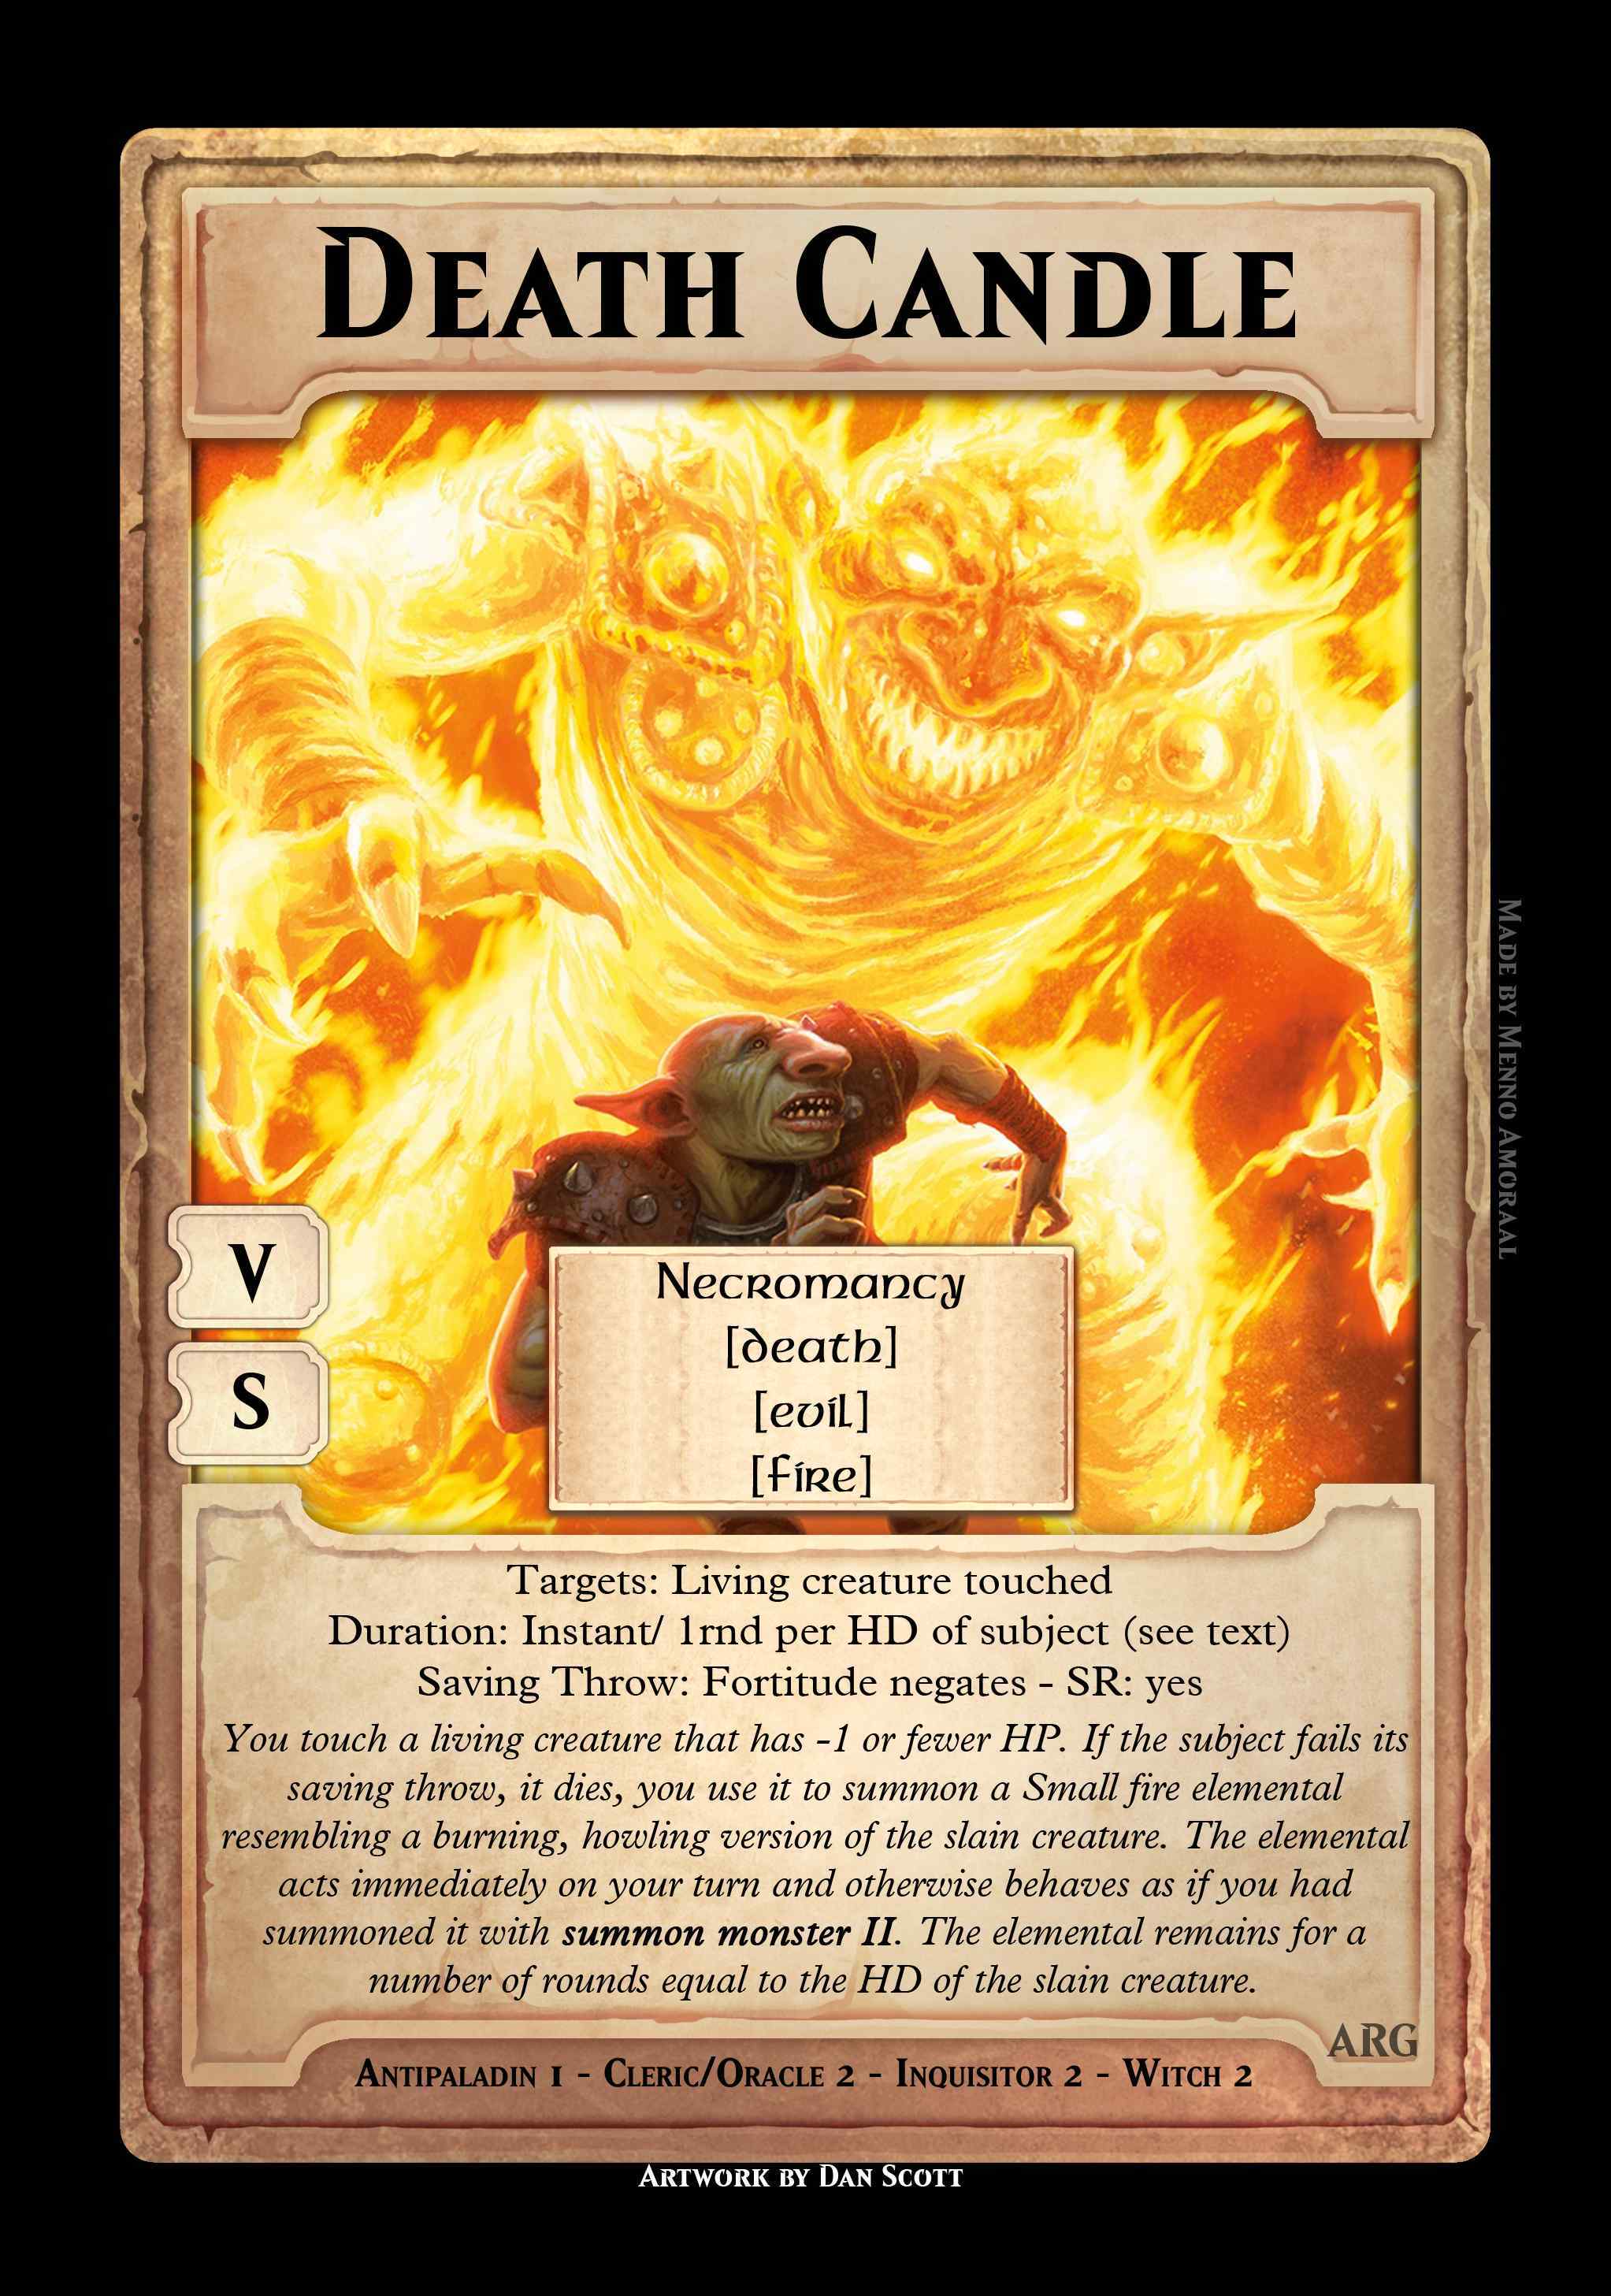 Death Candle
V
S
Necromancy
[death]
[evil]
[fire]
Targets: Living creature touched
Duration: Instant/ 1rnd per HD of subject (see text)
Saving Throw: Fortitude negates - SR: yes
You touch a living creature that has -1 or fewer HP. If the subject fails its
saving throw, it dies, you use it to summon a Small fire elemental
resembling a burning, howling version of the slain creature. The elemental
acts immediately on your turn and otherwise behaves as if you had
summoned it with summon monster II. The elemental remains for a
number of rounds equal to the HD of the slain creature.
ARG
Antipaladin 1 - Cleric/Oracle 2 - Inquisitor 2 - Witch 2
Artwork by Dan Scott
Made by Menno Amoraal